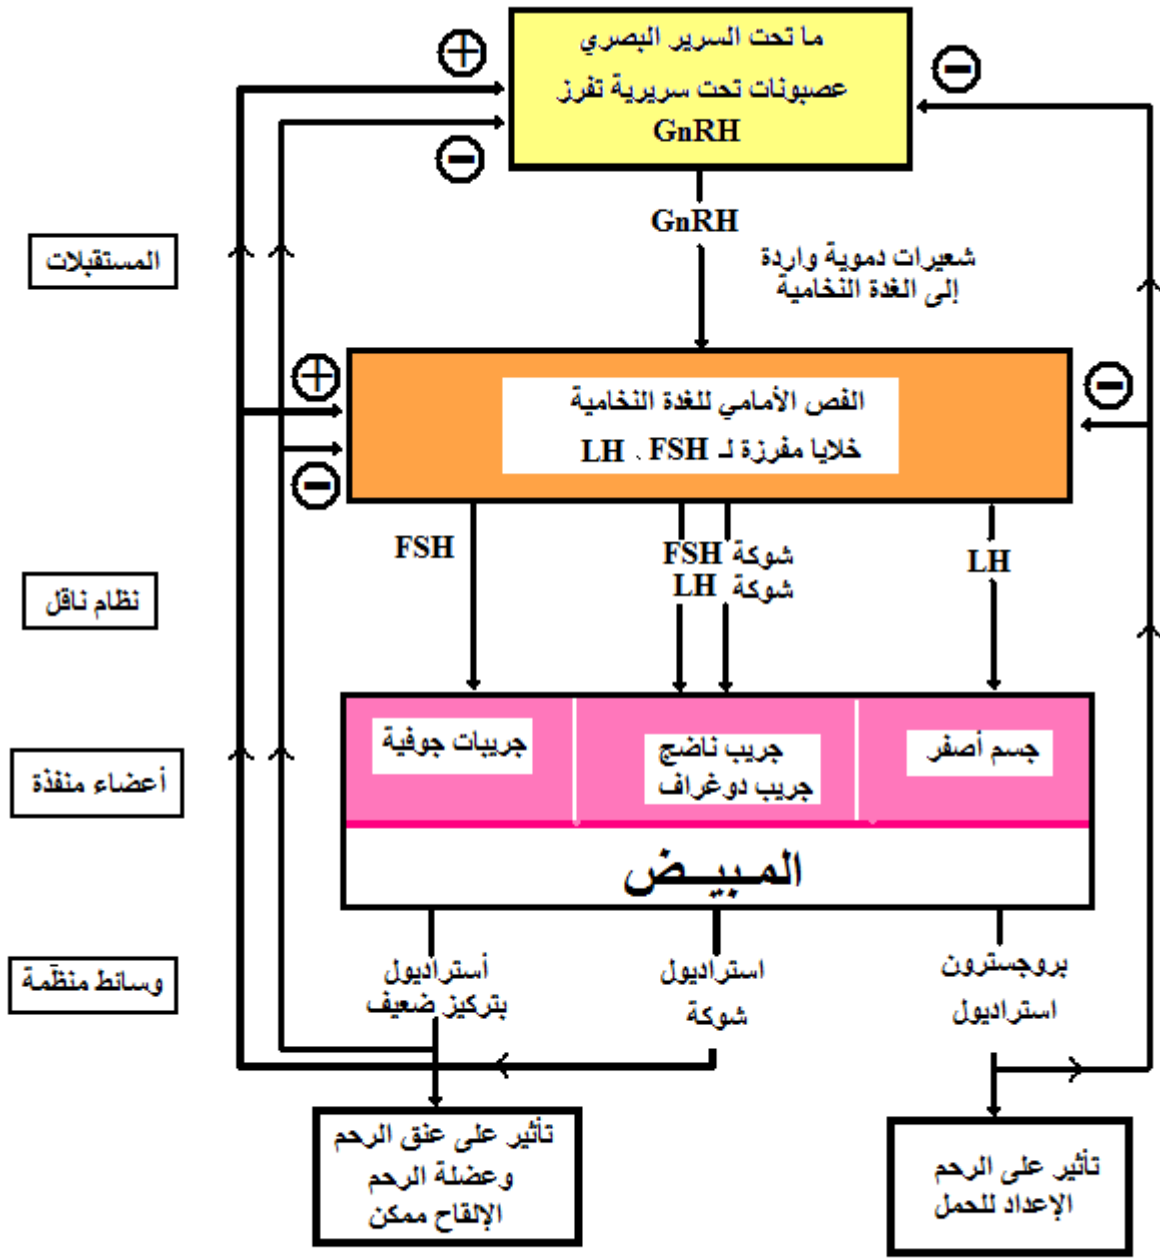 ما تحت السرير البصري
عصبونات تحت سريرية تفرز
GnRH
GnRH
شعيرات دموية واردة
إلى الغدة النخامية
المستقبلات
الفص الأمامي للغدة النخامية
خلايا مفرزة لـ LH ، FSH
FSH
شوكة FSH
شوكة LH
LH
نظام ناقل
جسم أصفر
جريب ناضج
جريب دوغراف
جريبات جوفية
أعضاء منفذة
المـبيــض
وسائط منظّمة
بروجسترون
استراديول
استراديول
شوكة
أستراديول
بتركيز ضعيف
تأثير على الرحم
الإعداد للحمل
تأثير على عنق الرحم
وعضلة الرحم
الإلقاح ممكن